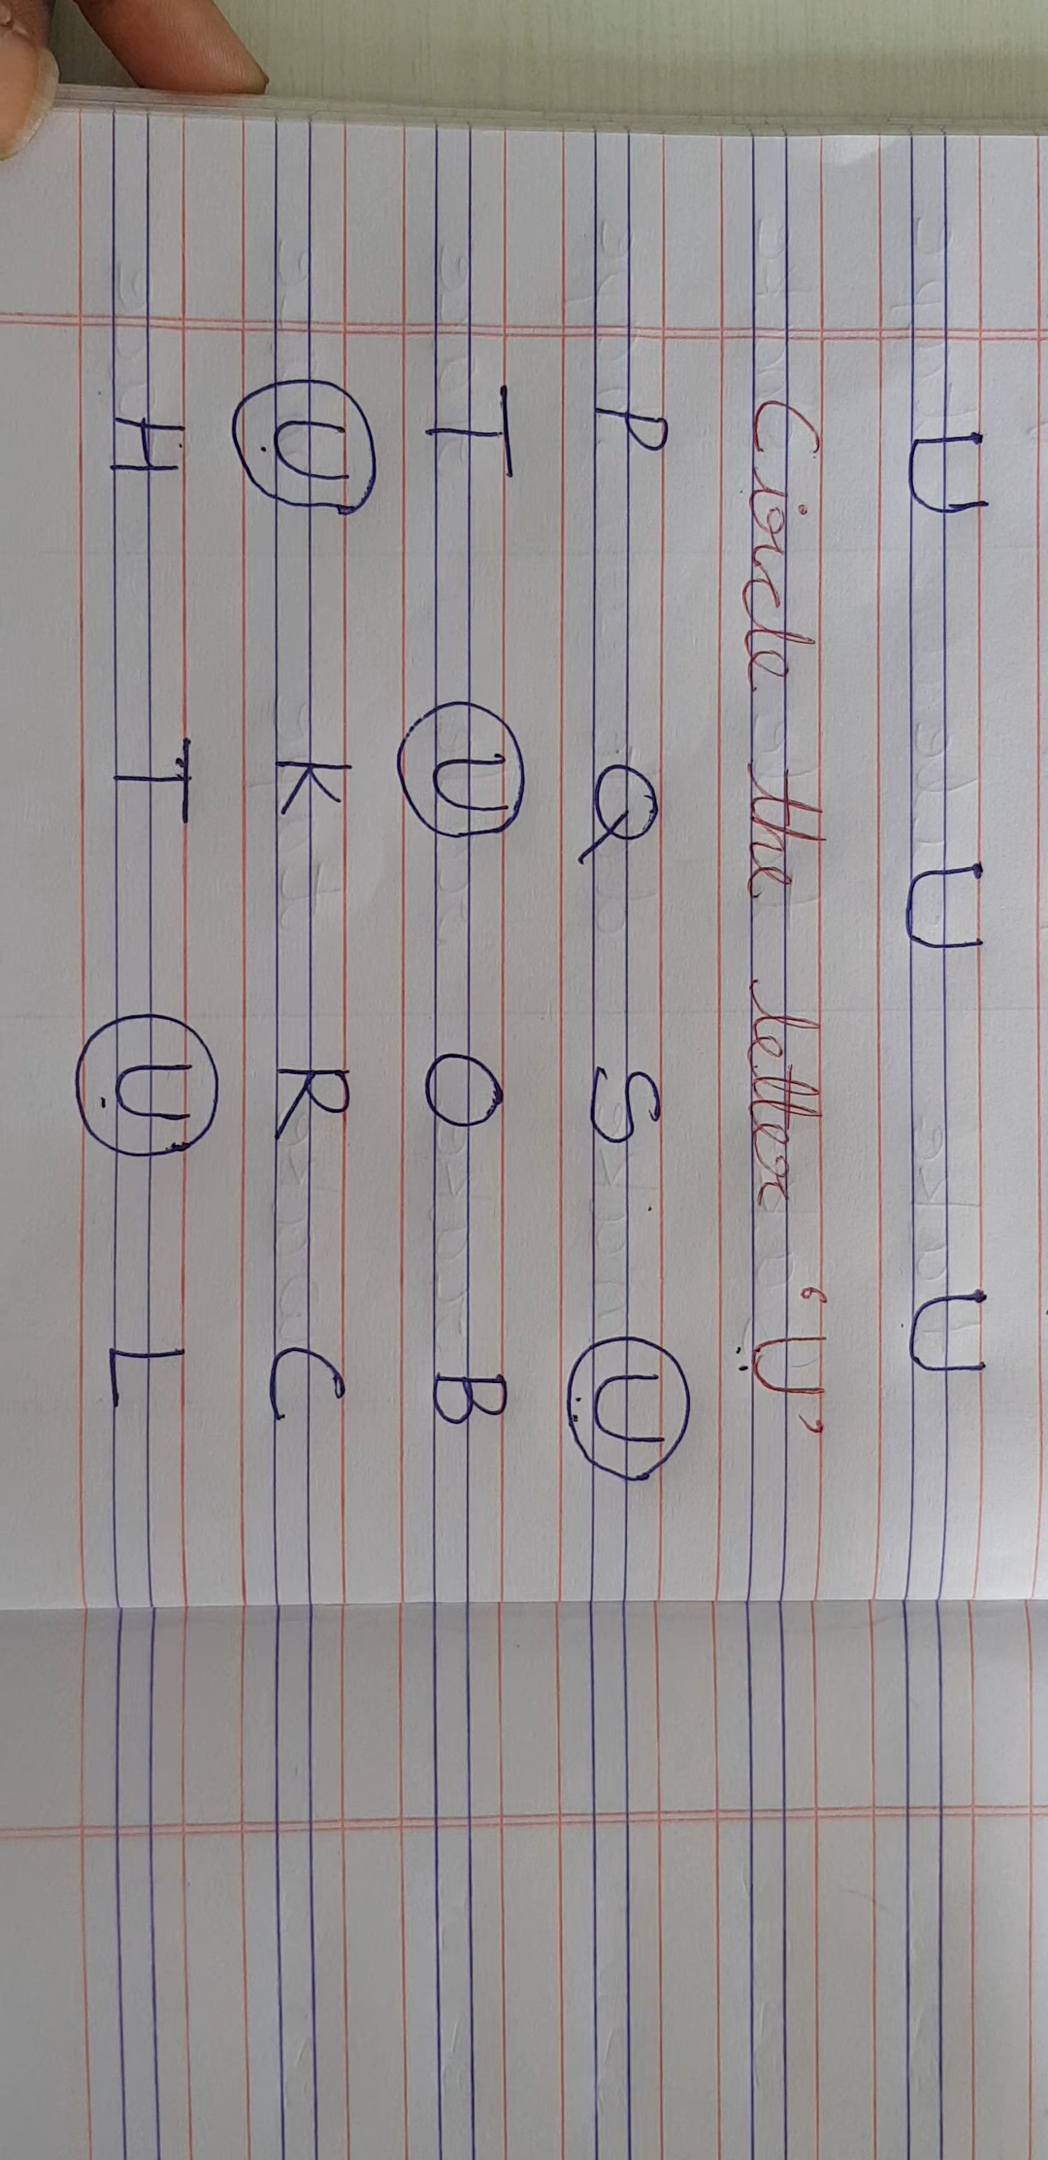 U U U
Circle the letter ‘U’
P Q S U
T U O B
U K R C
H T U L